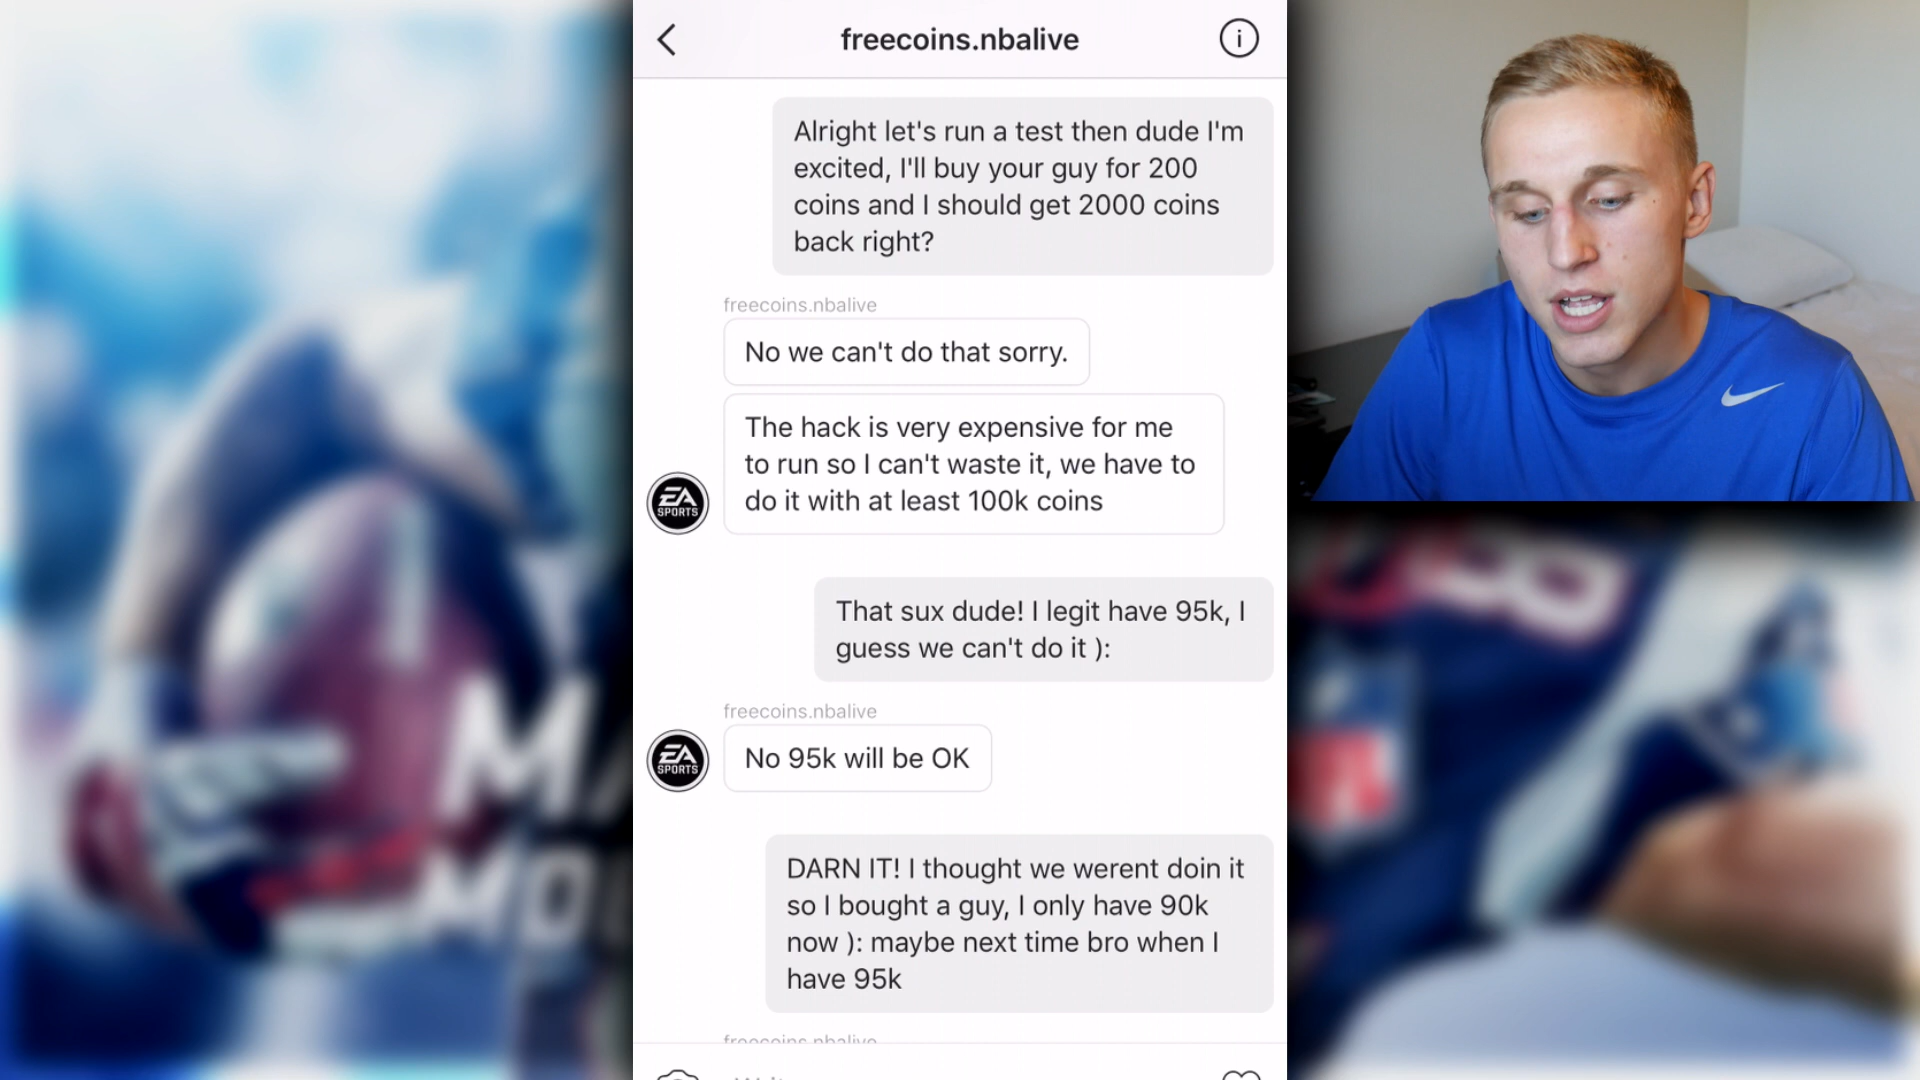 freecoins.nbalive
Alright let's run a test then dude I'm
excited, I'll buy your guy for 200
coins and I should get 2000 coins
back right?
freecoins.nbalive
No we can't do that sorry.
The hack is very expensive for me
to run so I can't waste it, we have to
do it with at least 100k coins
EA
SPORTS
That sux dude! I legit have 95k, I
guess we can't do it ):
freecoins.nbalive
No 95k will be OK
EA
SPORTS
DARN IT! I thought we werent doin it
so I bought a guy, I only have 90k
now ): maybe next time bro when I
have 95k
freecoins.nbalive